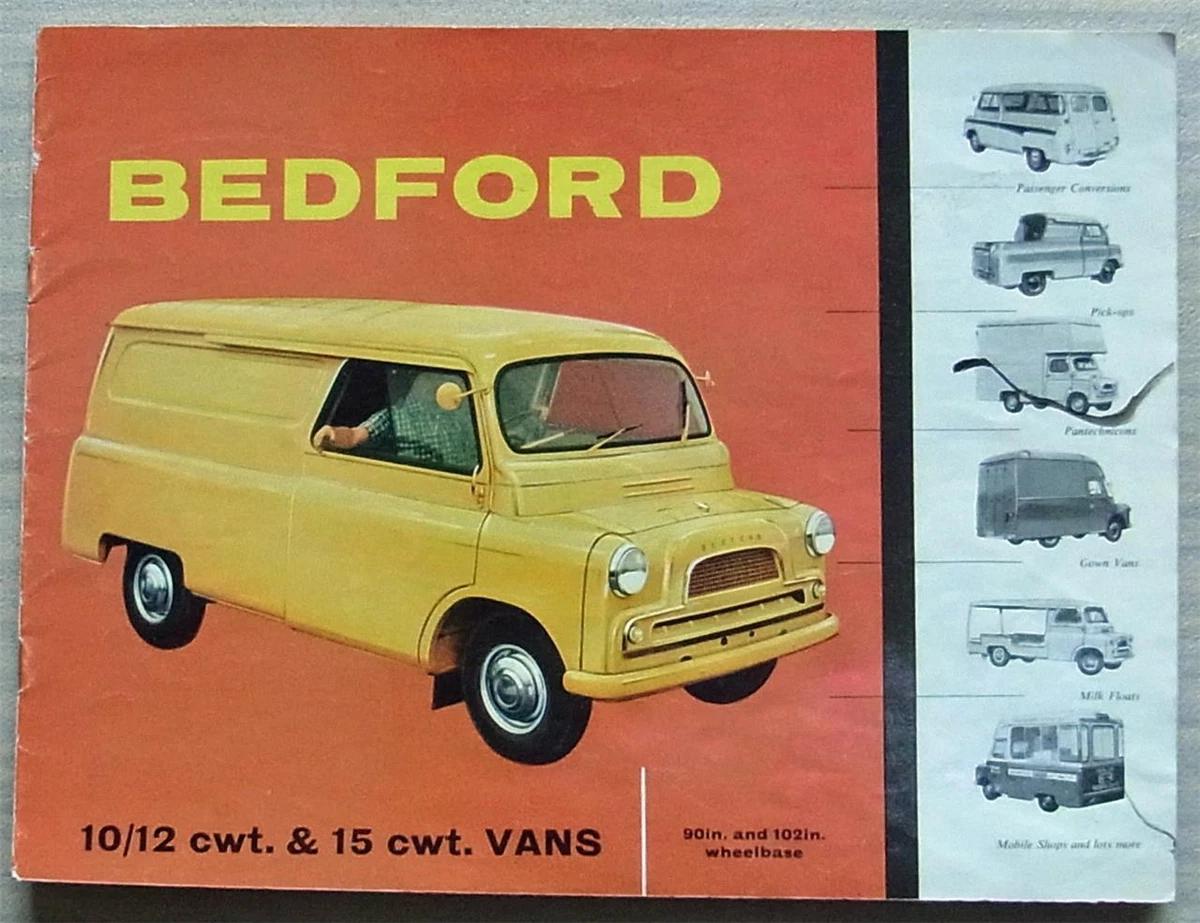 BEDFORD
10/12 cwt. & 15 cwt. VANS
90in. and 102in.
wheelbase
Passenger Conversions
Pick-ups
Pantechnicons
Gown Vans
Milk Floats
Mobile Shops and lots more